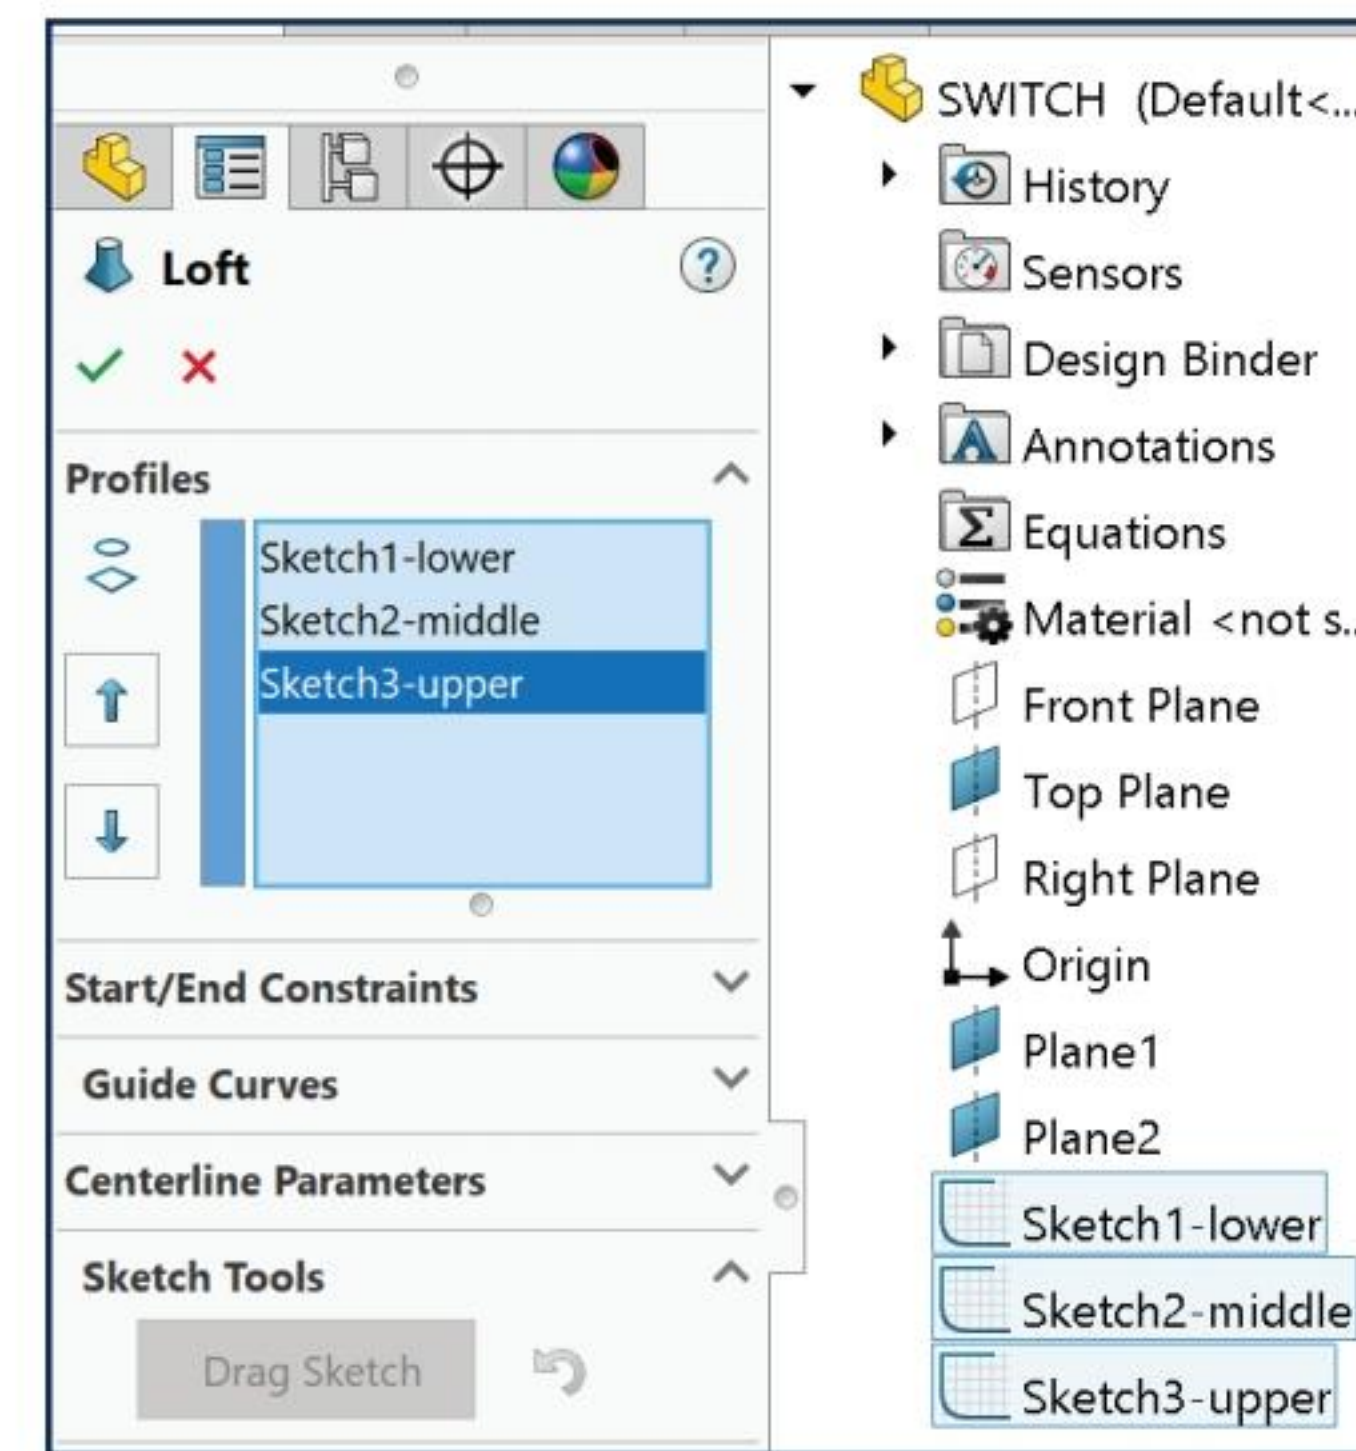 Loft
?
Profiles
Sketch1-lower
Sketch2-middle
Sketch3-upper
Start/End Constraints
Guide Curves
Centerline Parameters
Sketch Tools
Drag Sketch
SWITCH (Default<...
History
Sensors
Design Binder
A Annotations
Σ Equations
Material <not s..
Front Plane
Top Plane
Right Plane
Origin
Plane1
Plane2
Sketch1-lower
Sketch2-middle
Sketch3-upper